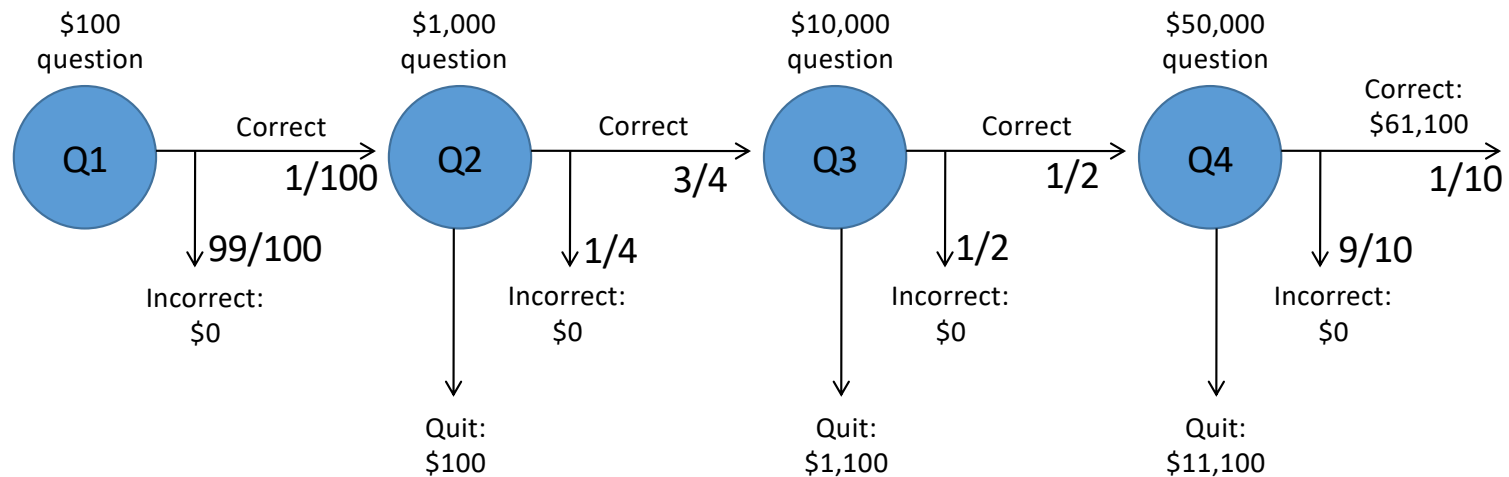 $100
question
$1,000
question
$10,000
question
$50,000
question
Q1
Correct
1/100
Q2
Correct
3/4
Q3
Correct
1/2
Q4
Correct:
$61,100
1/10
99/100
Incorrect:
$0
1/4
Incorrect:
$0
1/2
Incorrect:
$0
9/10
Incorrect:
$0
Quit:
$100
Quit:
$1,100
Quit:
$11,100